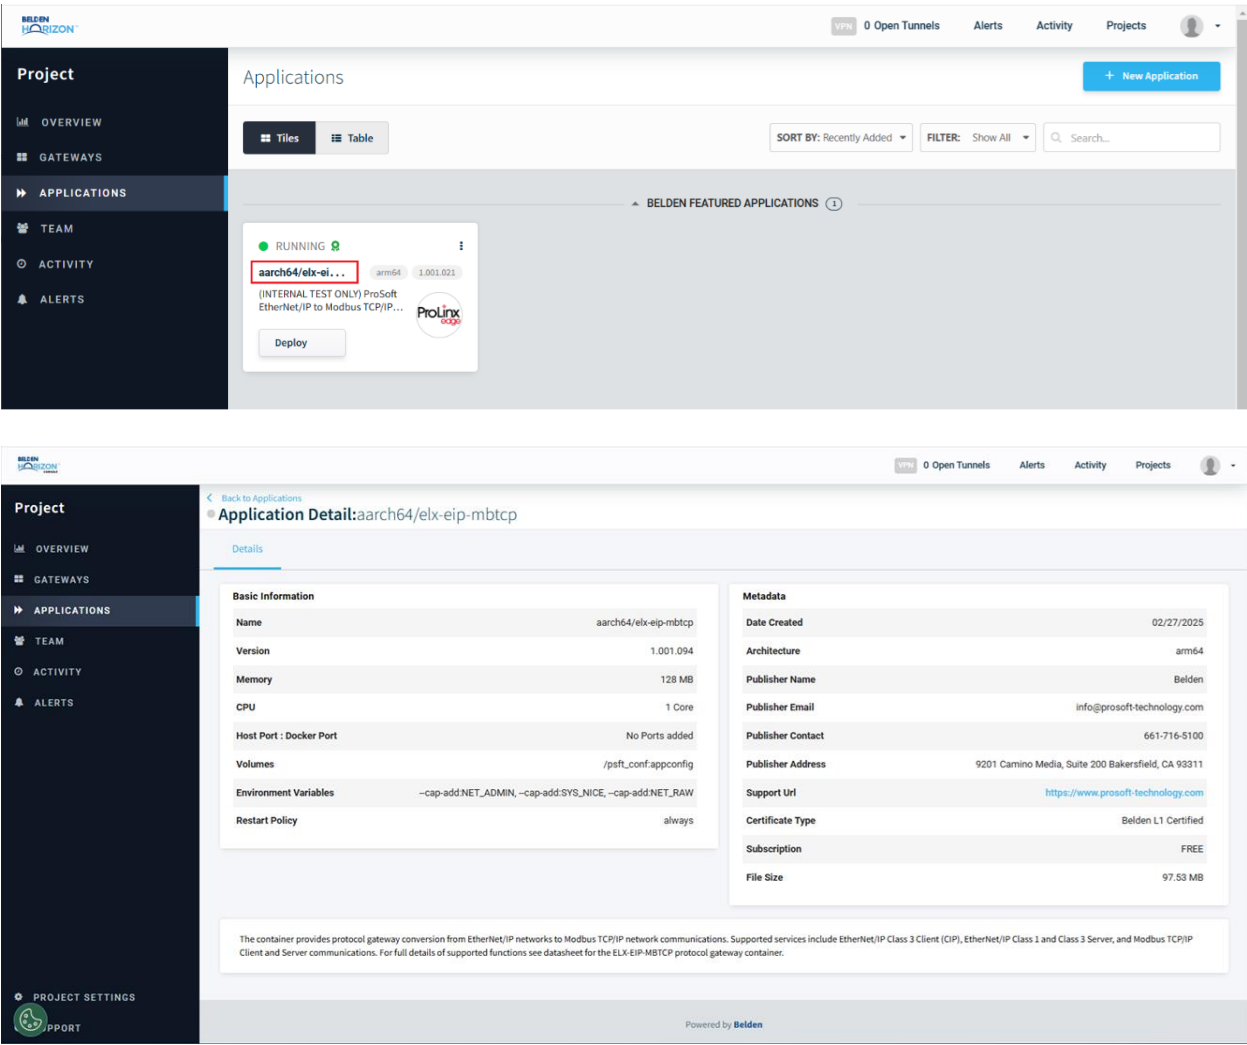 BELDEN
HORIZON
VPN 0 Open Tunnels Alerts Activity Projects
Project
Applications
+ New Application
OVERVIEW
Tiles Table
SORT BY: Recently Added FILTER: Show All Search...
GATEWAYS
APPLICATIONS
BELDEN FEATURED APPLICATIONS 1
TEAM
RUNNING
ACTIVITY
aarch64/elx-ei... arm64 1.001.021
ALERTS
(INTERNAL TEST ONLY) ProSoft
EtherNet/IP to Modbus TCP/IP...
ProLinx
edge
Deploy
BELDEN
HORIZON
CONSOLE
VPN 0 Open Tunnels Alerts Activity Projects
Project
Back to Applications
Application Detail:aarch64/elx-eip-mbtcp
OVERVIEW
GATEWAYS
APPLICATIONS
TEAM
ACTIVITY
ALERTS
Details
Basic Information
Name aarch64/elx-eip-mbtcp
Version 1.001.094
Memory 128 MB
CPU 1 Core
Host Port : Docker Port No Ports added
Volumes /psft_conf:appconfig
Environment Variables --cap-add:NET_ADMIN, --cap-add:SYS_NICE, --cap-add:NET_RAW
Restart Policy always
Metadata
Date Created 02/27/2025
Architecture arm64
Publisher Name Belden
Publisher Email info@prosoft-technology.com
Publisher Contact 661-716-5100
Publisher Address 9201 Camino Media, Suite 200 Bakersfield, CA 93311
Support Url https://www.prosoft-technology.com
Certificate Type Belden L1 Certified
Subscription FREE
File Size 97.53 MB
The container provides protocol gateway conversion from EtherNet/IP networks to Modbus TCP/IP network communications. Supported services include EtherNet/IP Class 3 Client (CIP), EtherNet/IP Class 1 and Class 3 Server, and Modbus TCP/IP
Client and Server communications. For full details of supported functions see datasheet for the ELX-EIP-MBTCP protocol gateway container.
PROJECT SETTINGS
PPORT
Powered by Belden